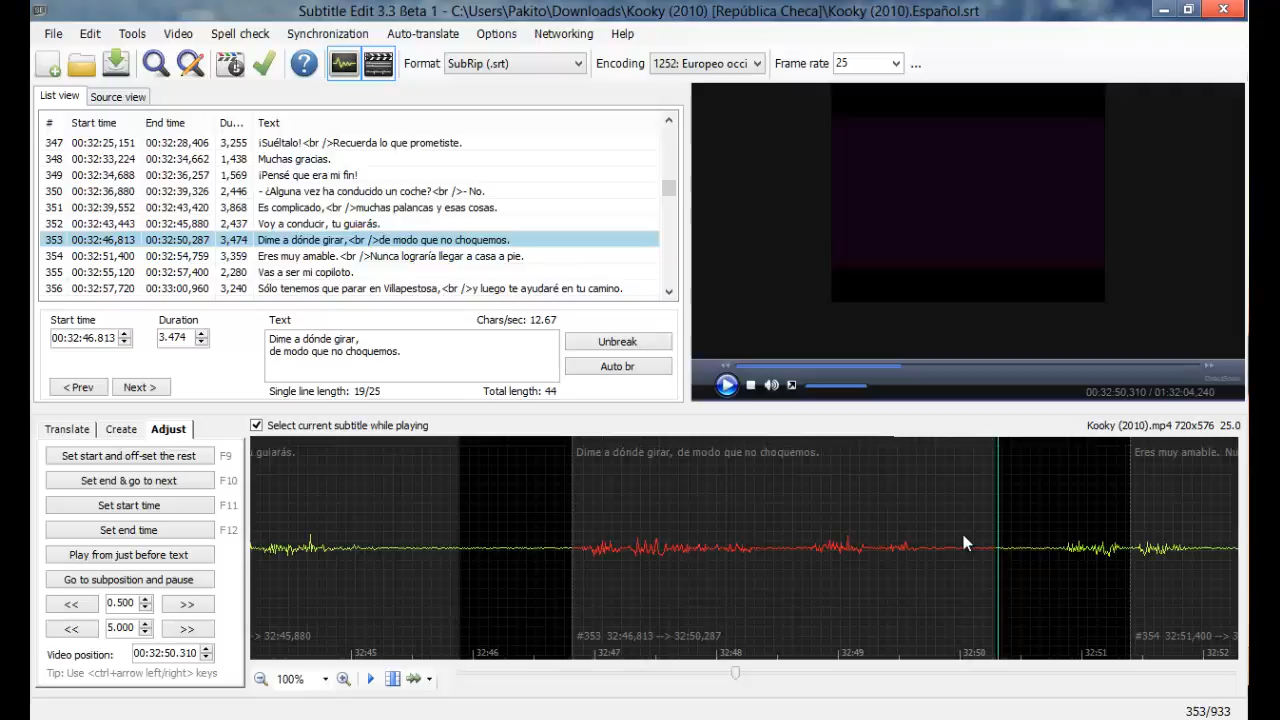 Subtitle Edit 3.3 ßeta 1 - C:\Users\Pakito\Downloads\Kooky (2010) [República Checa]\Kooky (2010).Español.srt
File Edit Tools Video Spell check Synchronization Auto-translate Options Networking Help
Format SubRip (.srt) Encoding 1252: Europeo occi Frame rate 25 ...
List view Source view
# Start time End time Du... Text
347 00:32:25,151 00:32:28,406 3,255 ¡Suéltalo!<br />Recuerda lo que prometiste.
348 00:32:33,224 00:32:34,662 1,438 Muchas gracias.
349 00:32:34,688 00:32:36,257 1,569 ¡Pensé que era mi fin!
350 00:32:36,880 00:32:39,326 2,446 - ¿Alguna vez ha conducido un coche?<br />- No.
351 00:32:39,552 00:32:43,420 3,868 Es complicado,<br />muchas palancas y esas cosas.
352 00:32:43,443 00:32:45,880 2,437 Voy a conducir, tu guiarás.
353 00:32:46,813 00:32:50,287 3,474 Dime a dónde girar,<br />de modo que no choquemos.
354 00:32:51,400 00:32:54,759 3,359 Eres muy amable.<br />Nunca lograría llegar a casa a pie.
355 00:32:55,120 00:32:57,400 2,280 Vas a ser mi copiloto.
356 00:32:57,720 00:33:00,960 3,240 Sólo tenemos que parar en Villapestosa,<br />y luego te ayudaré en tu camino.
Start time Duration Text Chars/sec: 12.67
00:32:46.813 3.474
Dime a dónde girar,
de modo que no choquemos.
Unbreak
Auto br
< Prev Next >
Single line length: 19/25 Total length: 44
00:32:50,310 / 01:32:04,240
Translate Create Adjust
Select current subtitle while playing Kooky (2010).mp4 720x576 25.0
Set start and off-set the rest F9
Set end & go to next F10
Set start time F11
Set end time F12
Play from just before text
Go to subposition and pause
<< 0.500 >>
<< 5.000 >>
Video position: 00:32:50.310
Tip: Use <ctrl+arrow left/right> keys
guiarás. Dime a dónde girar, de modo que no choquemos. Eres muy amable. Nu
> 32:45,880 #353 32:46,813 --> 32:50,287 #354 32:51,400 -->
32:45 32:46 32:47 32:48 32:49 32:50 32:51 32:52
100%
353/933